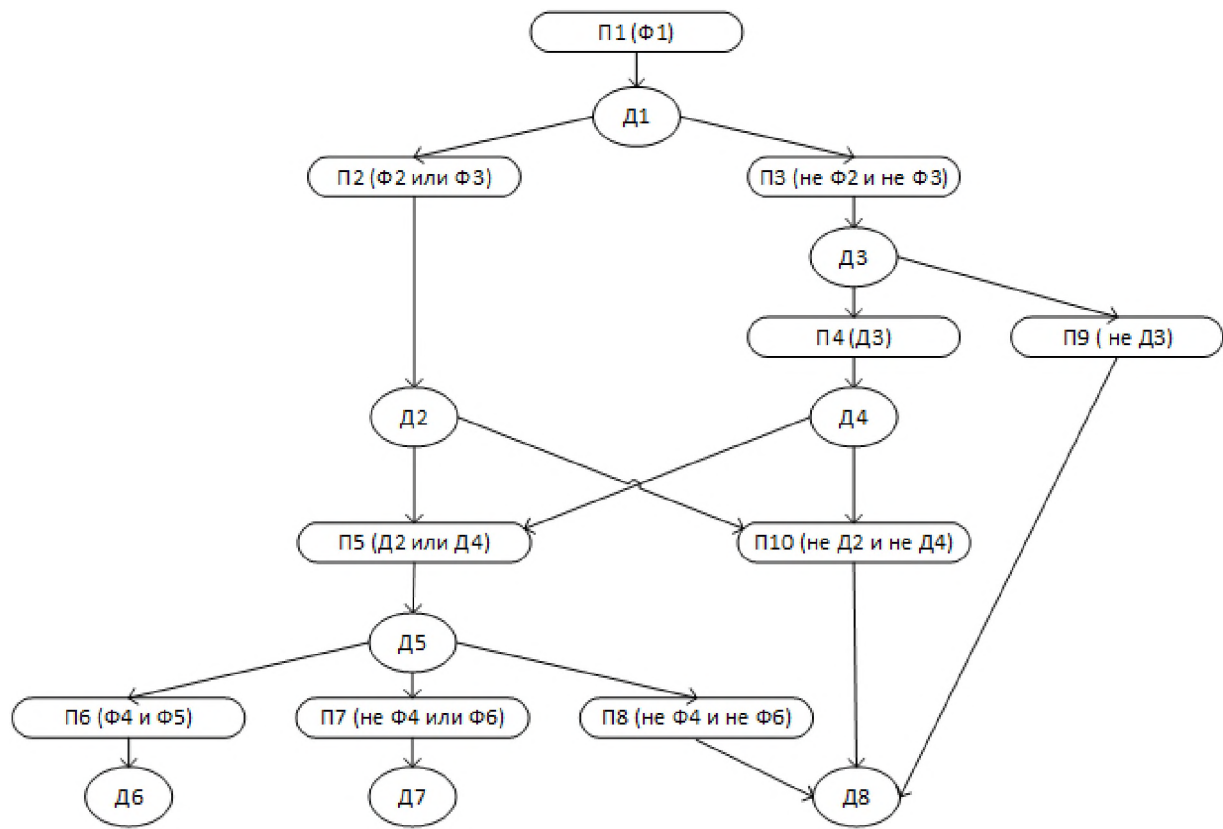 П1 (Ф1)
Д1
П2 (Ф2 или Ф3)
П3 (не Ф2 и не Ф3)
Д3
П4 (Д3)
П9 ( не Д3)
Д2
Д4
П5 (Д2 или Д4)
П10 (не Д2 и не Д4)
Д5
П6 (Ф4 и Ф5)
П7 (не Ф4 или Ф6)
П8 (не Ф4 и не Ф6)
Д6
Д7
Д8